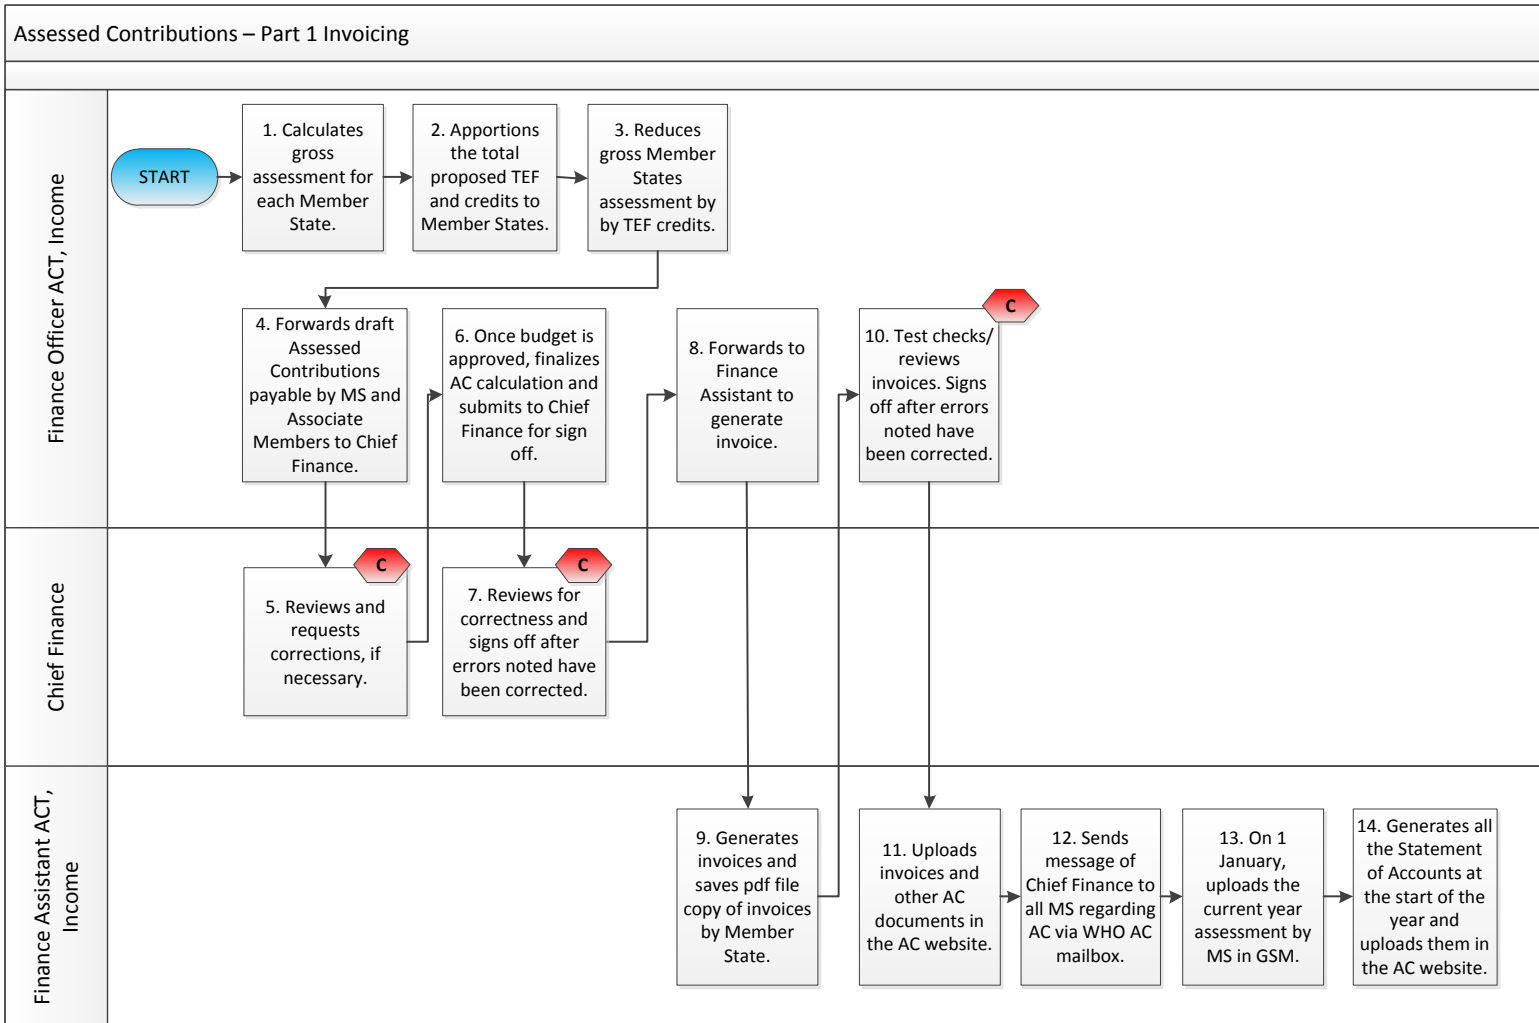 Assessed Contributions – Part 1 Invoicing
Finance Officer ACT, Income
START
1. Calculates
gross
assessment for
each Member
State.
2. Apportions
the total
proposed TEF
and credits to
Member States.
3. Reduces
gross Member
States
assessment by
by TEF credits.
4. Forwards draft
Assessed
Contributions
payable by MS and
Associate
Members to Chief
Finance.
6. Once budget is
approved, finalizes
AC calculation and
submits to Chief
Finance for sign
off.
8. Forwards to
Finance
Assistant to
generate
invoice.
C
10. Test checks/
reviews
invoices. Signs
off after errors
noted have
been corrected.
Chief Finance
C
5. Reviews and
requests
corrections, if
necessary.
C
7. Reviews for
correctness and
signs off after
errors noted have
been corrected.
Finance Assistant ACT,
Income
9. Generates
invoices and
saves pdf file
copy of invoices
by Member
State.
11. Uploads
invoices and
other AC
documents in
the AC website.
12. Sends
message of
Chief Finance to
all MS regarding
AC via WHO AC
mailbox.
13. On 1
January,
uploads the
current year
assessment by
MS in GSM.
14. Generates all
the Statement
of Accounts at
the start of the
year and
uploads them in
the AC website.